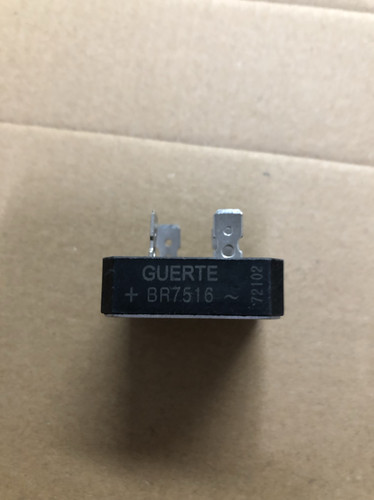 GUERTE
+ BR7516 ~
72102